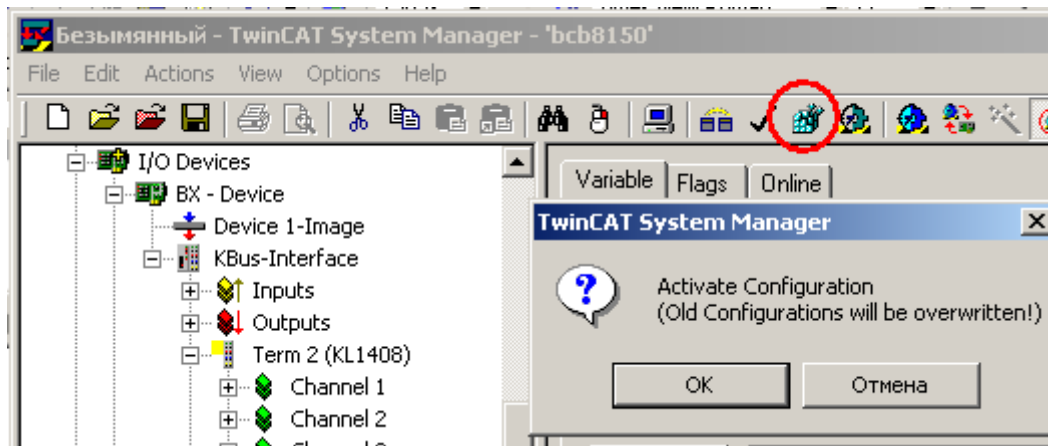 Безымянный - TwinCAT System Manager - 'bcb8150'
File Edit Actions View Options Help
I/O Devices
BX - Device
Device 1-Image
KBus-Interface
Inputs
Outputs
Term 2 (KL1408)
Channel 1
Channel 2
Variable Flags Online
TwinCAT System Manager
Activate Configuration
(Old Configurations will be overwritten!)
OK Отмена